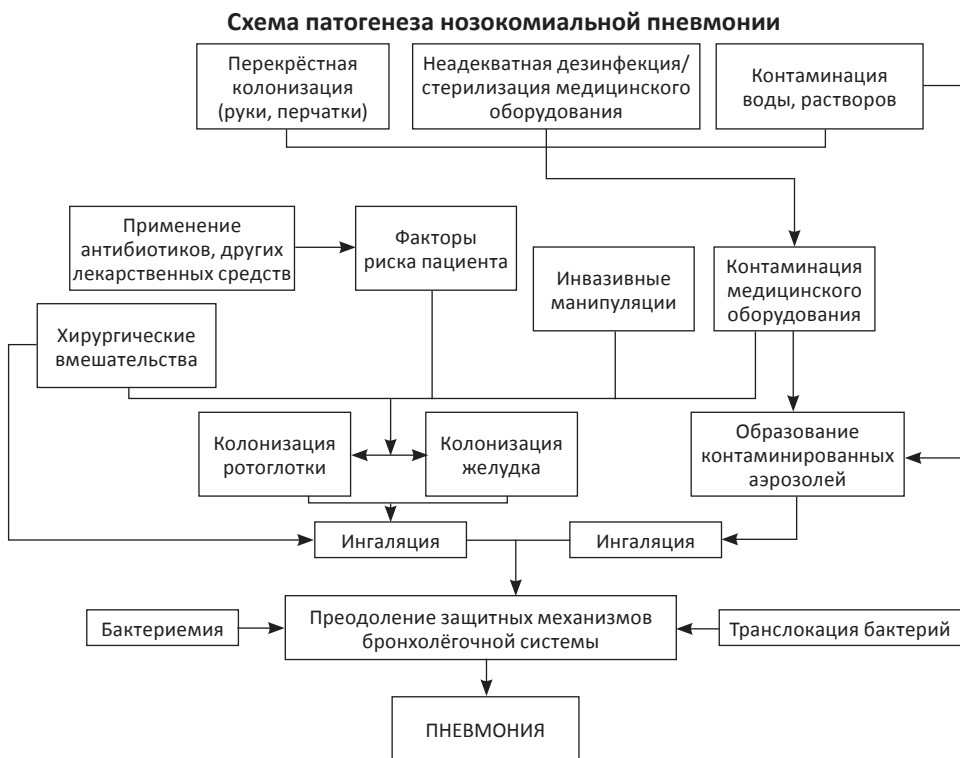 Схема патогенеза нозокомиальной пневмонии
Перекрёстная
колонизация
(руки, перчатки)
Неадекватная дезинфекция/
стерилизация медицинского
оборудования
Контаминация
воды, растворов
Применение
антибиотиков, других
лекарственных средств
Факторы
риска пациента
Инвазивные
манипуляции
Контаминация
медицинского
оборудования
Хирургические
вмешательства
Колонизация
ротоглотки
Колонизация
желудка
Образование
контаминированных
аэрозолей
Ингаляция
Ингаляция
Бактериемия
Преодоление защитных механизмов
бронхолёгочной системы
Транслокация бактерий
ПНЕВМОНИЯ